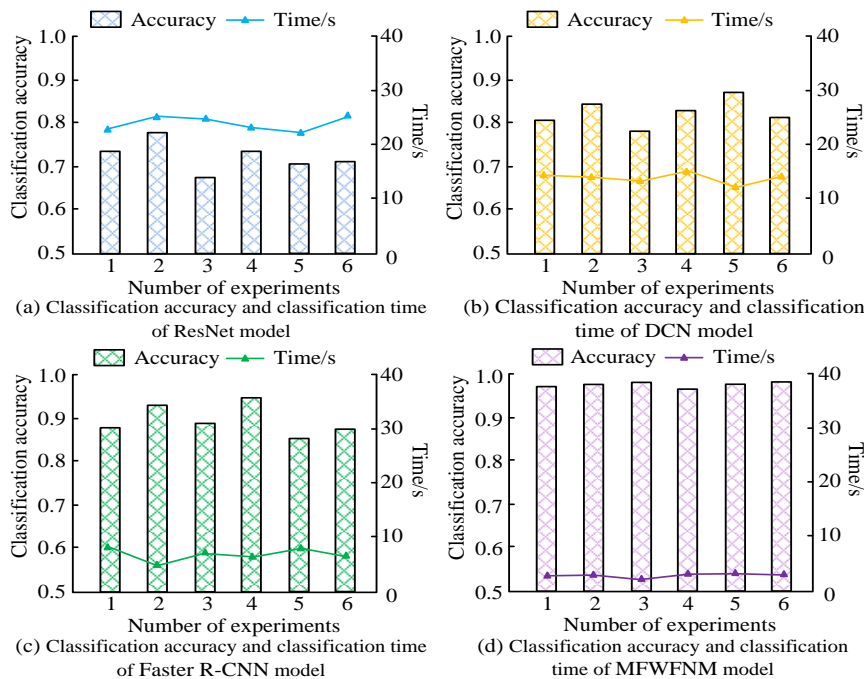 Accuracy Time/s
Classification accuracy
1.0
0.9
0.8
0.7
0.6
0.5
40
30
20
10
0
Time/s
1 2 3 4 5 6
Number of experiments
(a) Classification accuracy and classification time
of ResNet model
Accuracy Time/s
Classification accuracy
1.0
0.9
0.8
0.7
0.6
0.5
40
30
20
10
0
Time/s
1 2 3 4 5 6
Number of experiments
(b) Classification accuracy and classification
time of DCN model
Accuracy Time/s
Classification accuracy
1.0
0.9
0.8
0.7
0.6
0.5
40
30
20
10
0
Time/s
1 2 3 4 5 6
Number of experiments
(c) Classification accuracy and classification time
of Faster R-CNN model
Accuracy Time/s
Classification accuracy
1.0
0.9
0.8
0.7
0.6
0.5
40
30
20
10
0
Time/s
1 2 3 4 5 6
Number of experiments
(d) Classification accuracy and classification
time of MFWFNM model